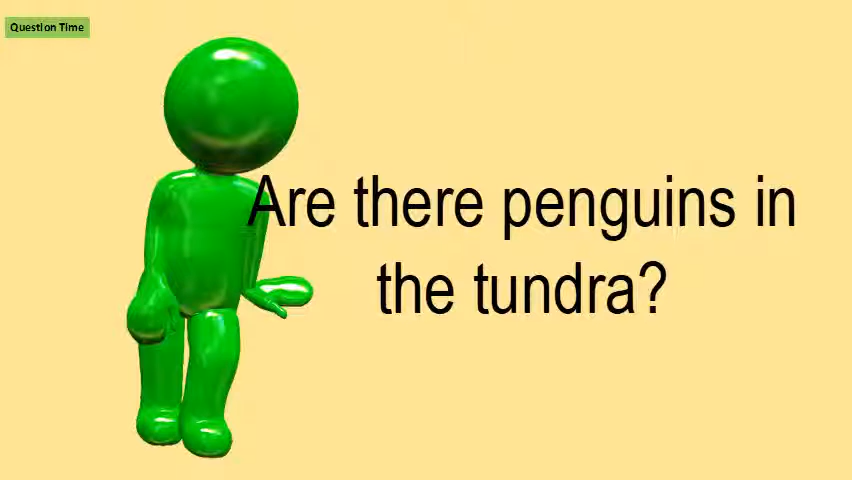 Question Time
Are there penguins in
the tundra?